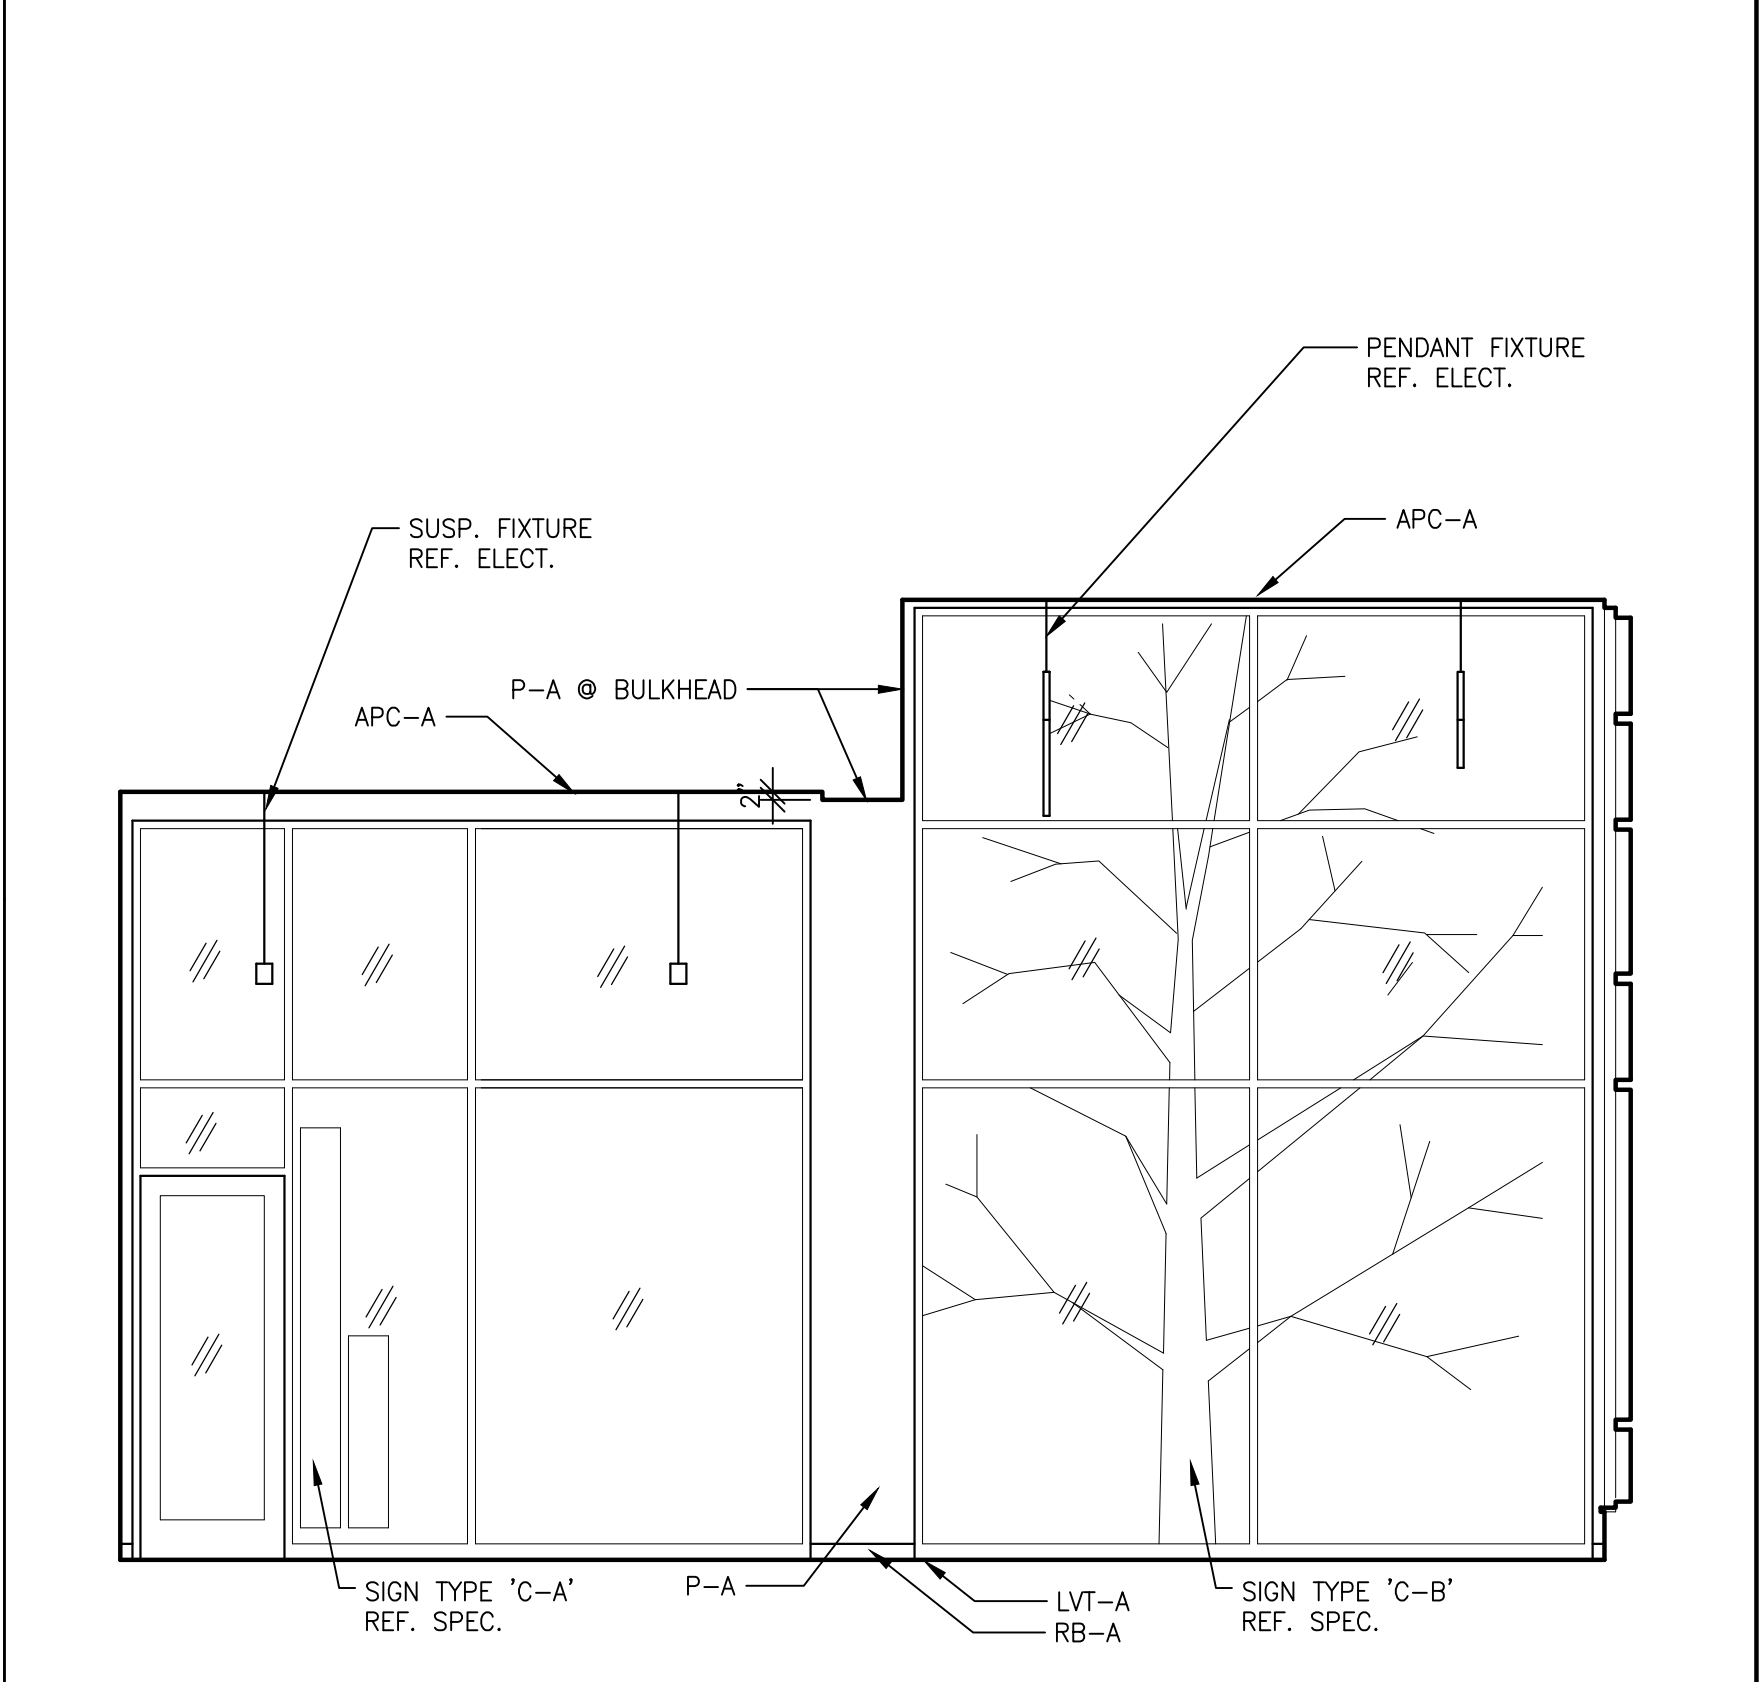 PENDANT FIXTURE
REF. ELECT.
SUSP. FIXTURE
REF. ELECT.
APC-A
P-A @ BULKHEAD
APC-A
2"
SIGN TYPE 'C-A'
REF. SPEC.
P-A
LVT-A
RB-A
SIGN TYPE 'C-B'
REF. SPEC.